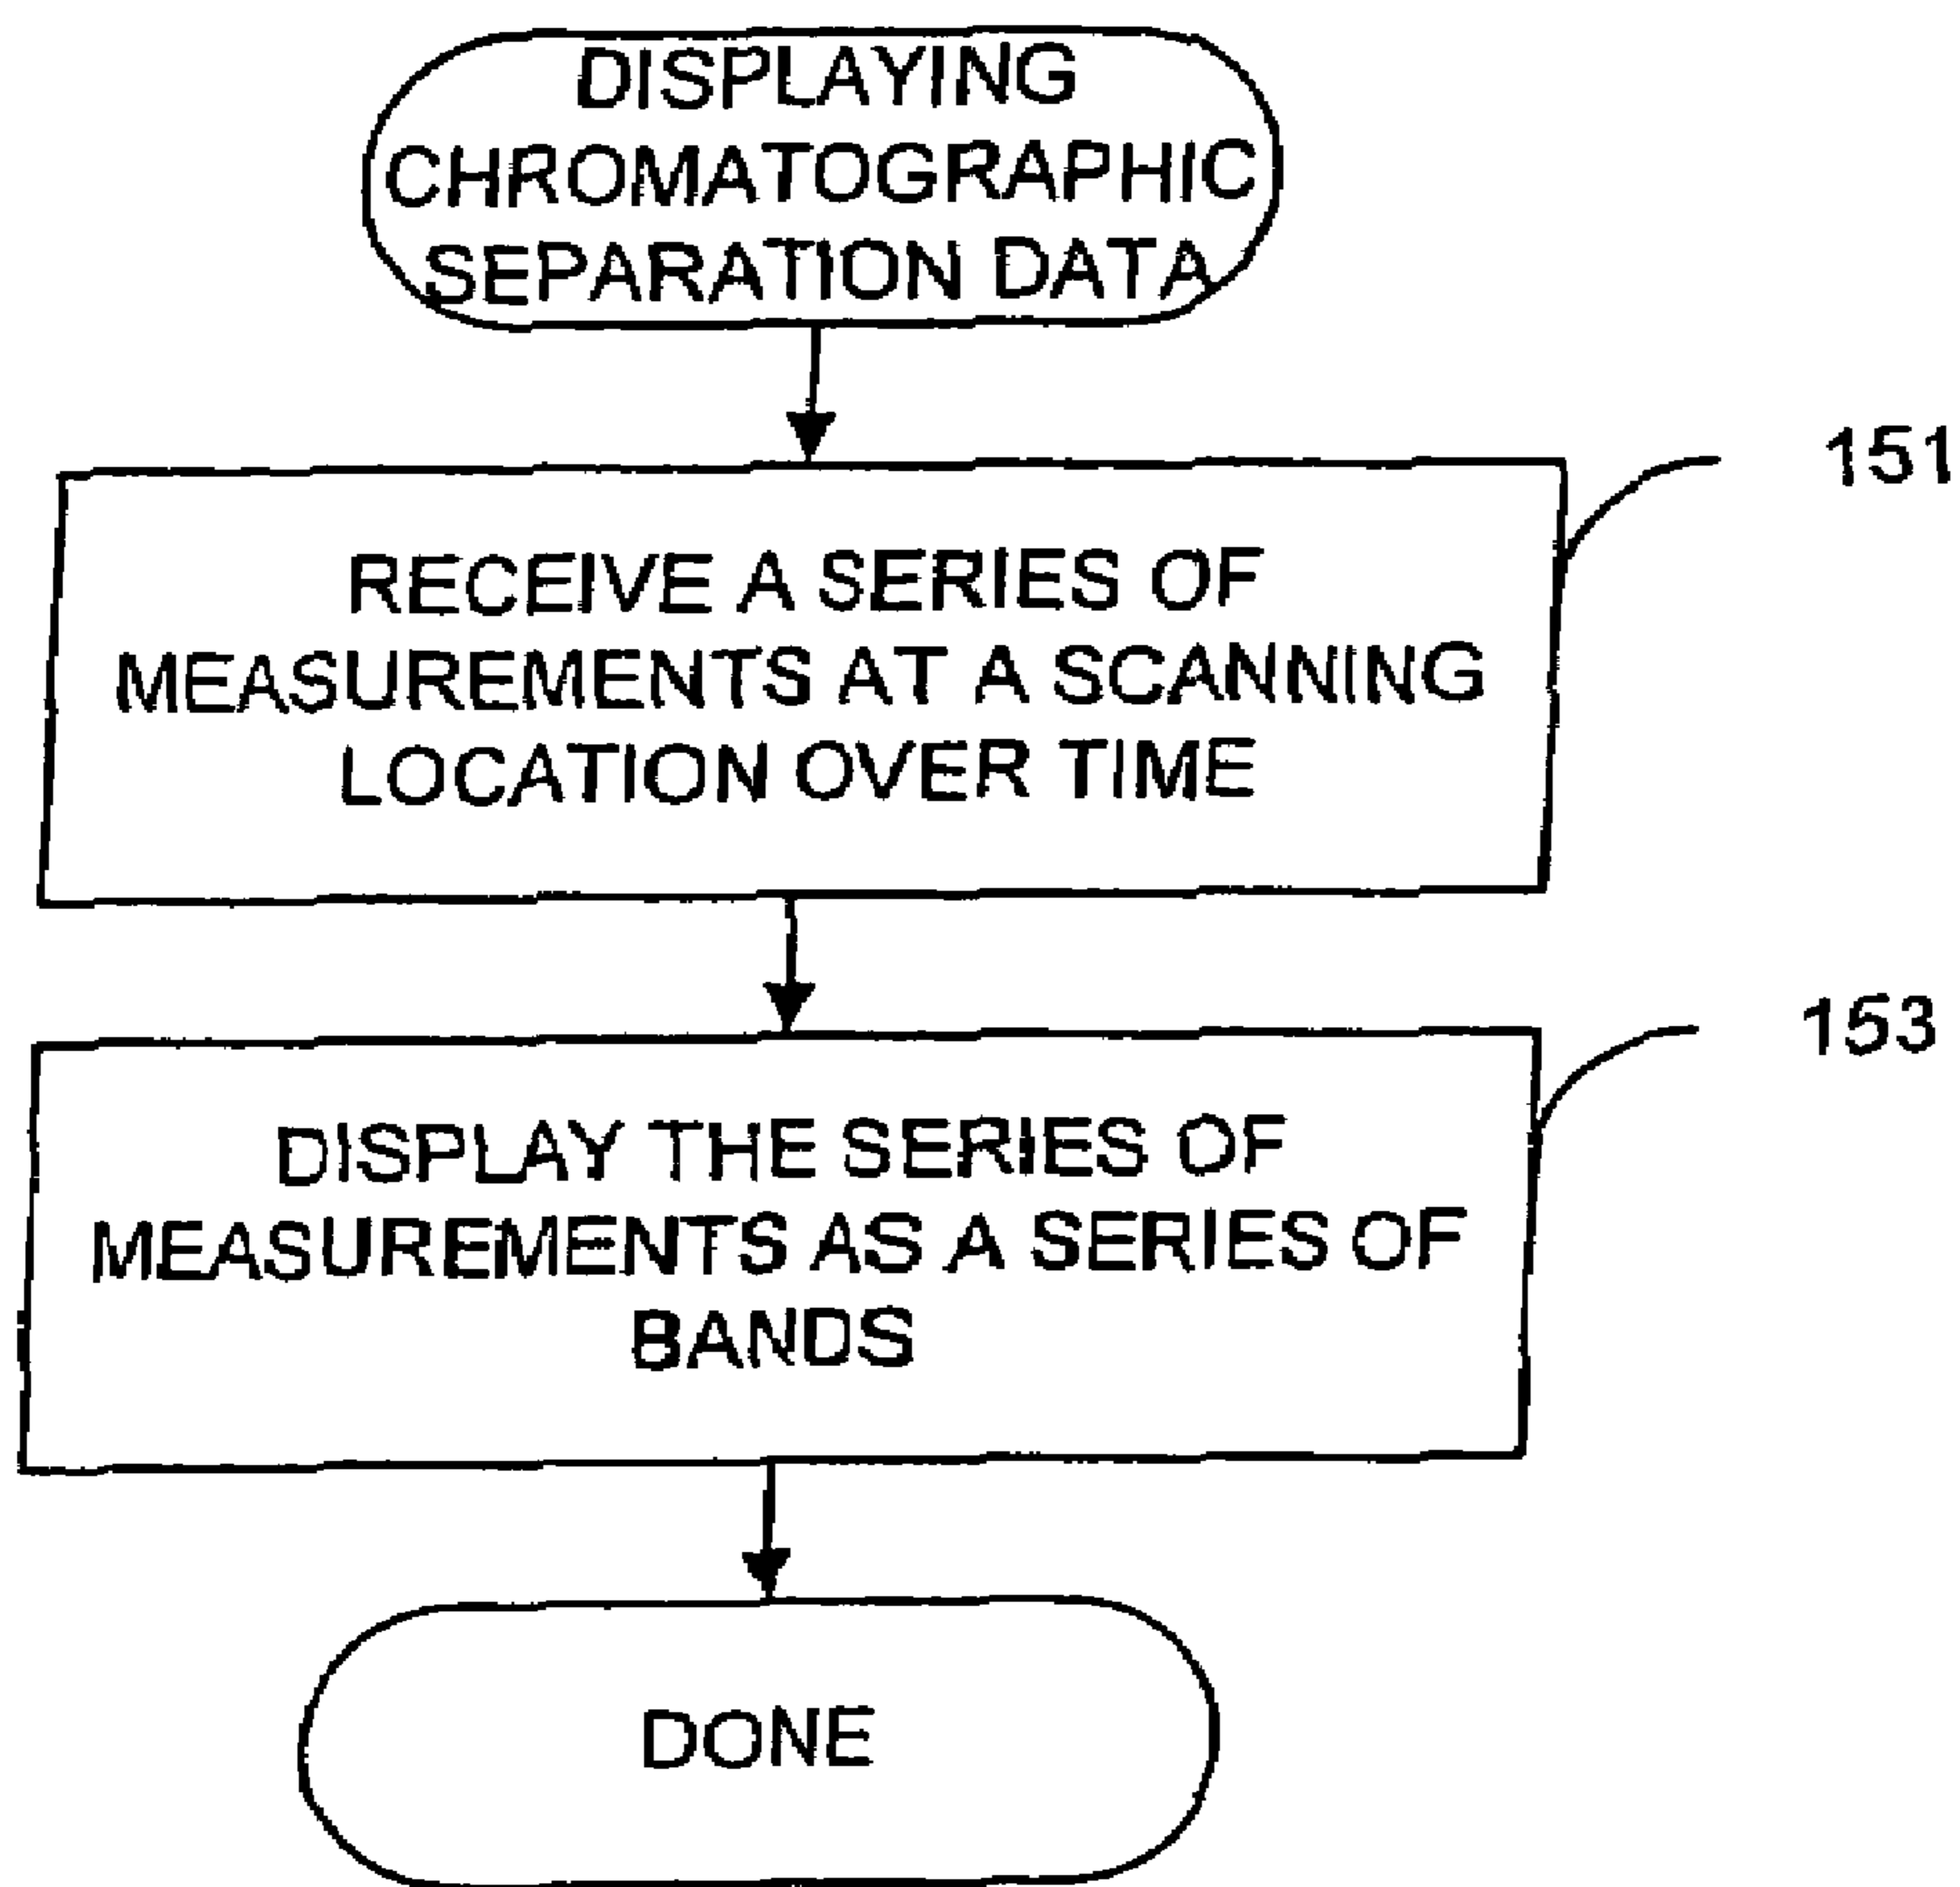 DISPLAYING
CHROMATOGRAPHIC
SEPARATION DATA
151
RECEIVE A SERIES OF
MEASUREMENTS AT A SCANNING
LOCATION OVER TIME
153
DISPLAY THE SERIES OF
MEASUREMENTS AS A SERIES OF
BANDS
DONE